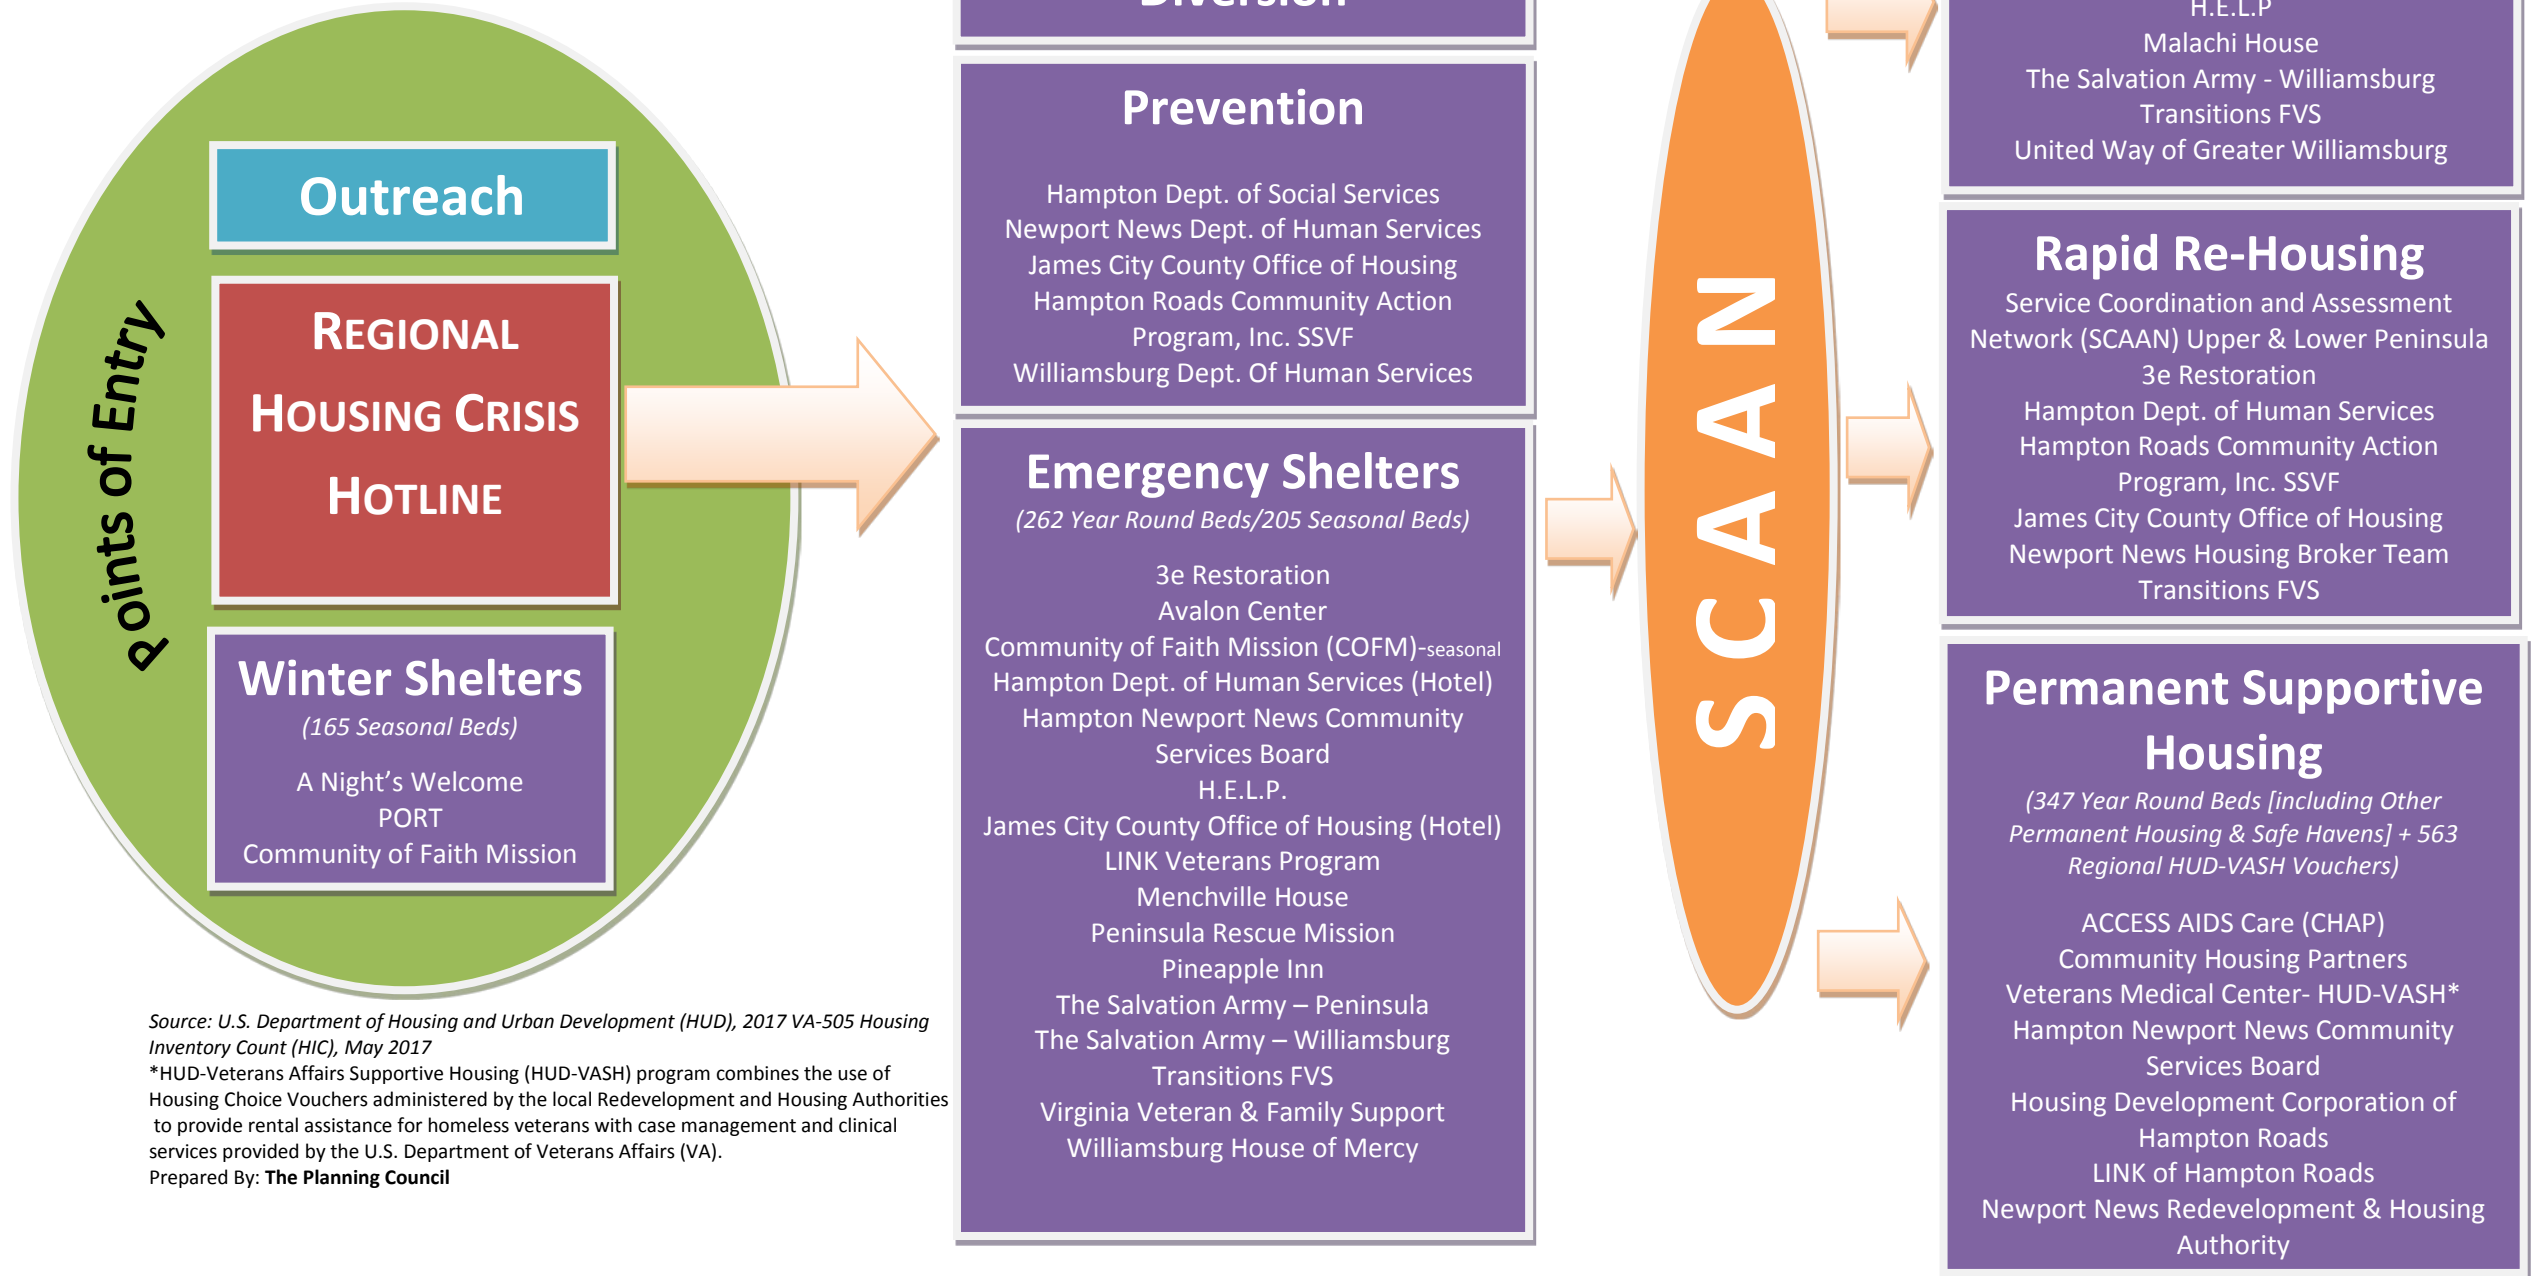 Points of Entry
Outreach
REGIONAL
HOUSING CRISIS
HOTLINE
Winter Shelters
(165 Seasonal Beds)
A Night’s Welcome
PORT
Community of Faith Mission
Source: U.S. Department of Housing and Urban Development (HUD), 2017 VA-505 Housing
Inventory Count (HIC), May 2017
*HUD-Veterans Affairs Supportive Housing (HUD-VASH) program combines the use of
Housing Choice Vouchers administered by the local Redevelopment and Housing Authorities
to provide rental assistance for homeless veterans with case management and clinical
services provided by the U.S. Department of Veterans Affairs (VA).
Prepared By: The Planning Council
Diversion
Prevention
Hampton Dept. of Social Services
Newport News Dept. of Human Services
James City County Office of Housing
Hampton Roads Community Action
Program, Inc. SSVF
Williamsburg Dept. Of Human Services
Emergency Shelters
(262 Year Round Beds/205 Seasonal Beds)
3e Restoration
Avalon Center
Community of Faith Mission (COFM)-seasonal
Hampton Dept. of Human Services (Hotel)
Hampton Newport News Community
Services Board
H.E.L.P.
James City County Office of Housing (Hotel)
LINK Veterans Program
Menchville House
Peninsula Rescue Mission
Pineapple Inn
The Salvation Army – Peninsula
The Salvation Army – Williamsburg
Transitions FVS
Virginia Veteran & Family Support
Williamsburg House of Mercy
SCAAN
H.E.L.P
Malachi House
The Salvation Army - Williamsburg
Transitions FVS
United Way of Greater Williamsburg
Rapid Re-Housing
Service Coordination and Assessment
Network (SCAAN) Upper & Lower Peninsula
3e Restoration
Hampton Dept. of Human Services
Hampton Roads Community Action
Program, Inc. SSVF
James City County Office of Housing
Newport News Housing Broker Team
Transitions FVS
Permanent Supportive
Housing
(347 Year Round Beds [including Other
Permanent Housing & Safe Havens] + 563
Regional HUD-VASH Vouchers)
ACCESS AIDS Care (CHAP)
Community Housing Partners
Veterans Medical Center- HUD-VASH*
Hampton Newport News Community
Services Board
Housing Development Corporation of
Hampton Roads
LINK of Hampton Roads
Newport News Redevelopment & Housing
Authority